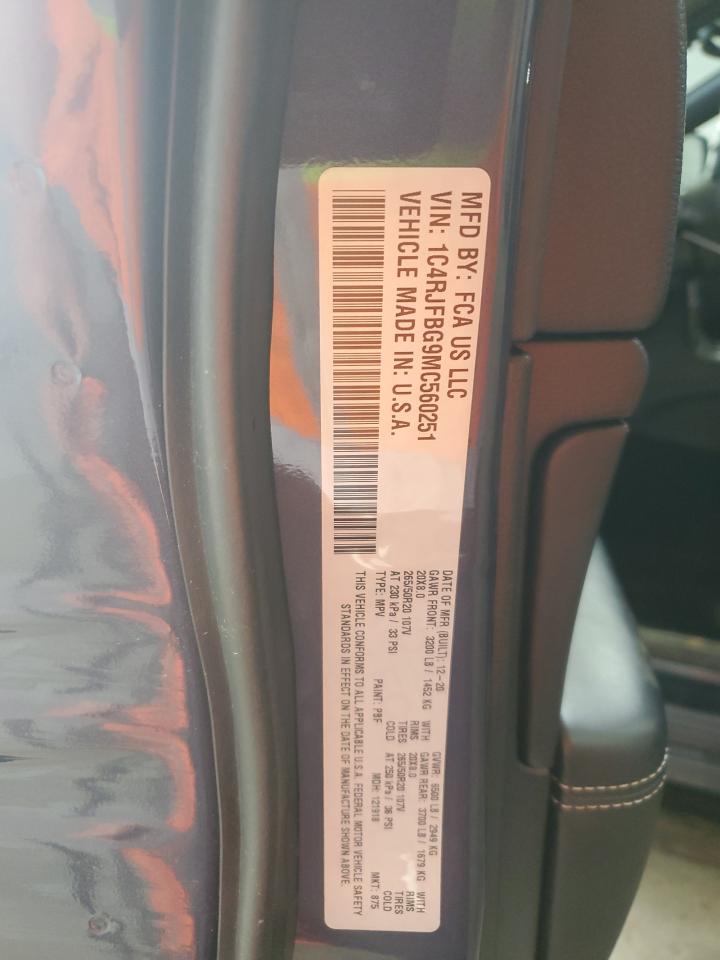 MFD BY: FCA US LLC
VIN: 1C4RJFBG9MC560251
VEHICLE MADE IN: U.S.A.
DATE OF MFR (BUILT): 12-20 GVWR: 6500 LB / 2949 KG
GAWR FRONT: 3200 LB / 1452 KG WITH GAWR REAR: 3700 LB / 1679 KG WITH
20X8.0 RIMS 20X8.0 RIMS
265/50R20 107V TIRES 265/50R20 107V TIRES
AT 230 kPa / 33 PSI COLD AT 250 kPa / 36 PSI COLD
TYPE: MPV PAINT: PBF MDH: 121918 MKT: 875
THIS VEHICLE CONFORMS TO ALL APPLICABLE U.S.A. FEDERAL MOTOR VEHICLE SAFETY
STANDARDS IN EFFECT ON THE DATE OF MANUFACTURE SHOWN ABOVE.